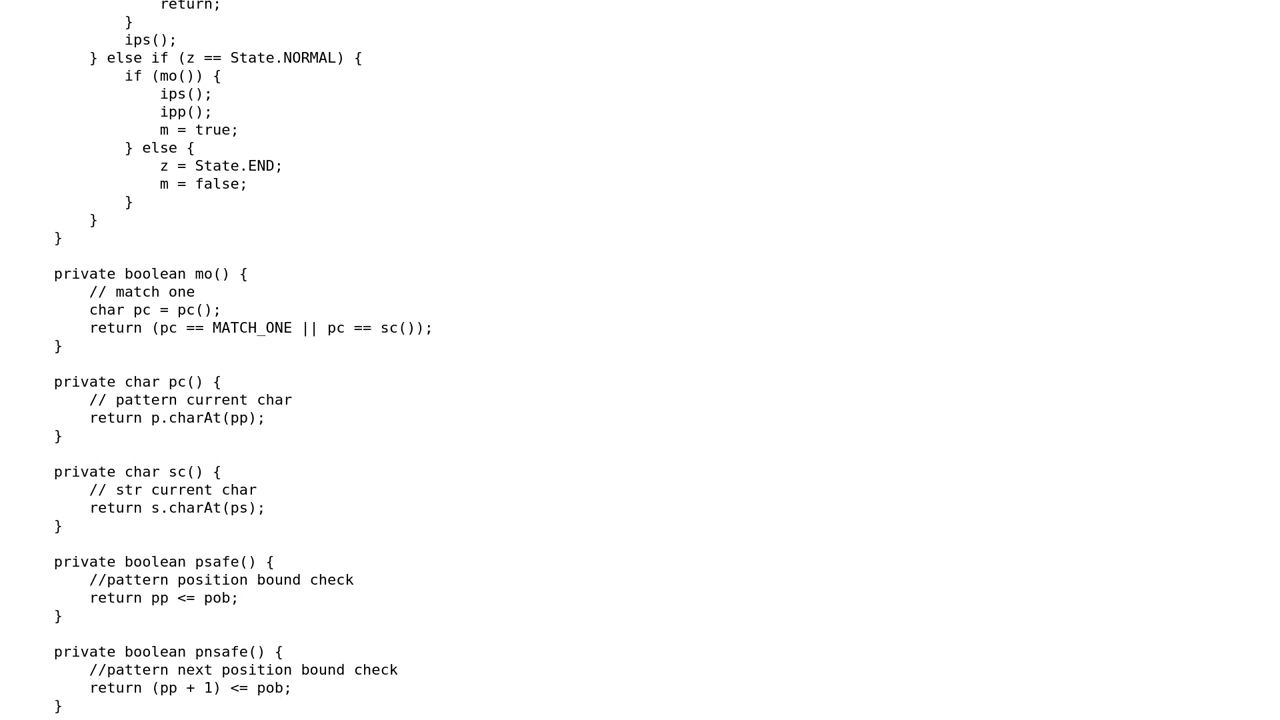 return;
        }
        ips();
    } else if (z == State.NORMAL) {
        if (mo()) {
            ips();
            ipp();
            m = true;
        } else {
            z = State.END;
            m = false;
        }
    }
}

private boolean mo() {
    // match one
    char pc = pc();
    return (pc == MATCH_ONE || pc == sc());
}

private char pc() {
    // pattern current char
    return p.charAt(pp);
}

private char sc() {
    // str current char
    return s.charAt(ps);
}

private boolean psafe() {
    //pattern position bound check
    return pp <= pob;
}

private boolean pnsafe() {
    //pattern next position bound check
    return (pp + 1) <= pob;
}